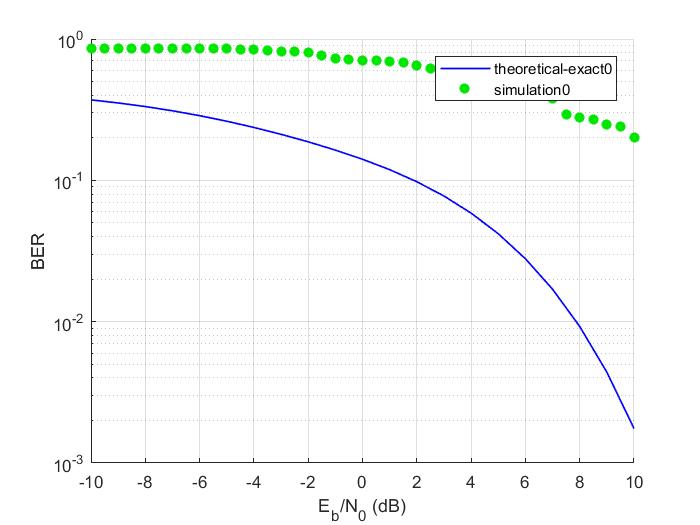 10^0
theoretical-exact0
simulation0
10^-1
BER
10^-2
10^-3
-10 -8 -6 -4 -2 0 2 4 6 8 10
E_b/N_0 (dB)